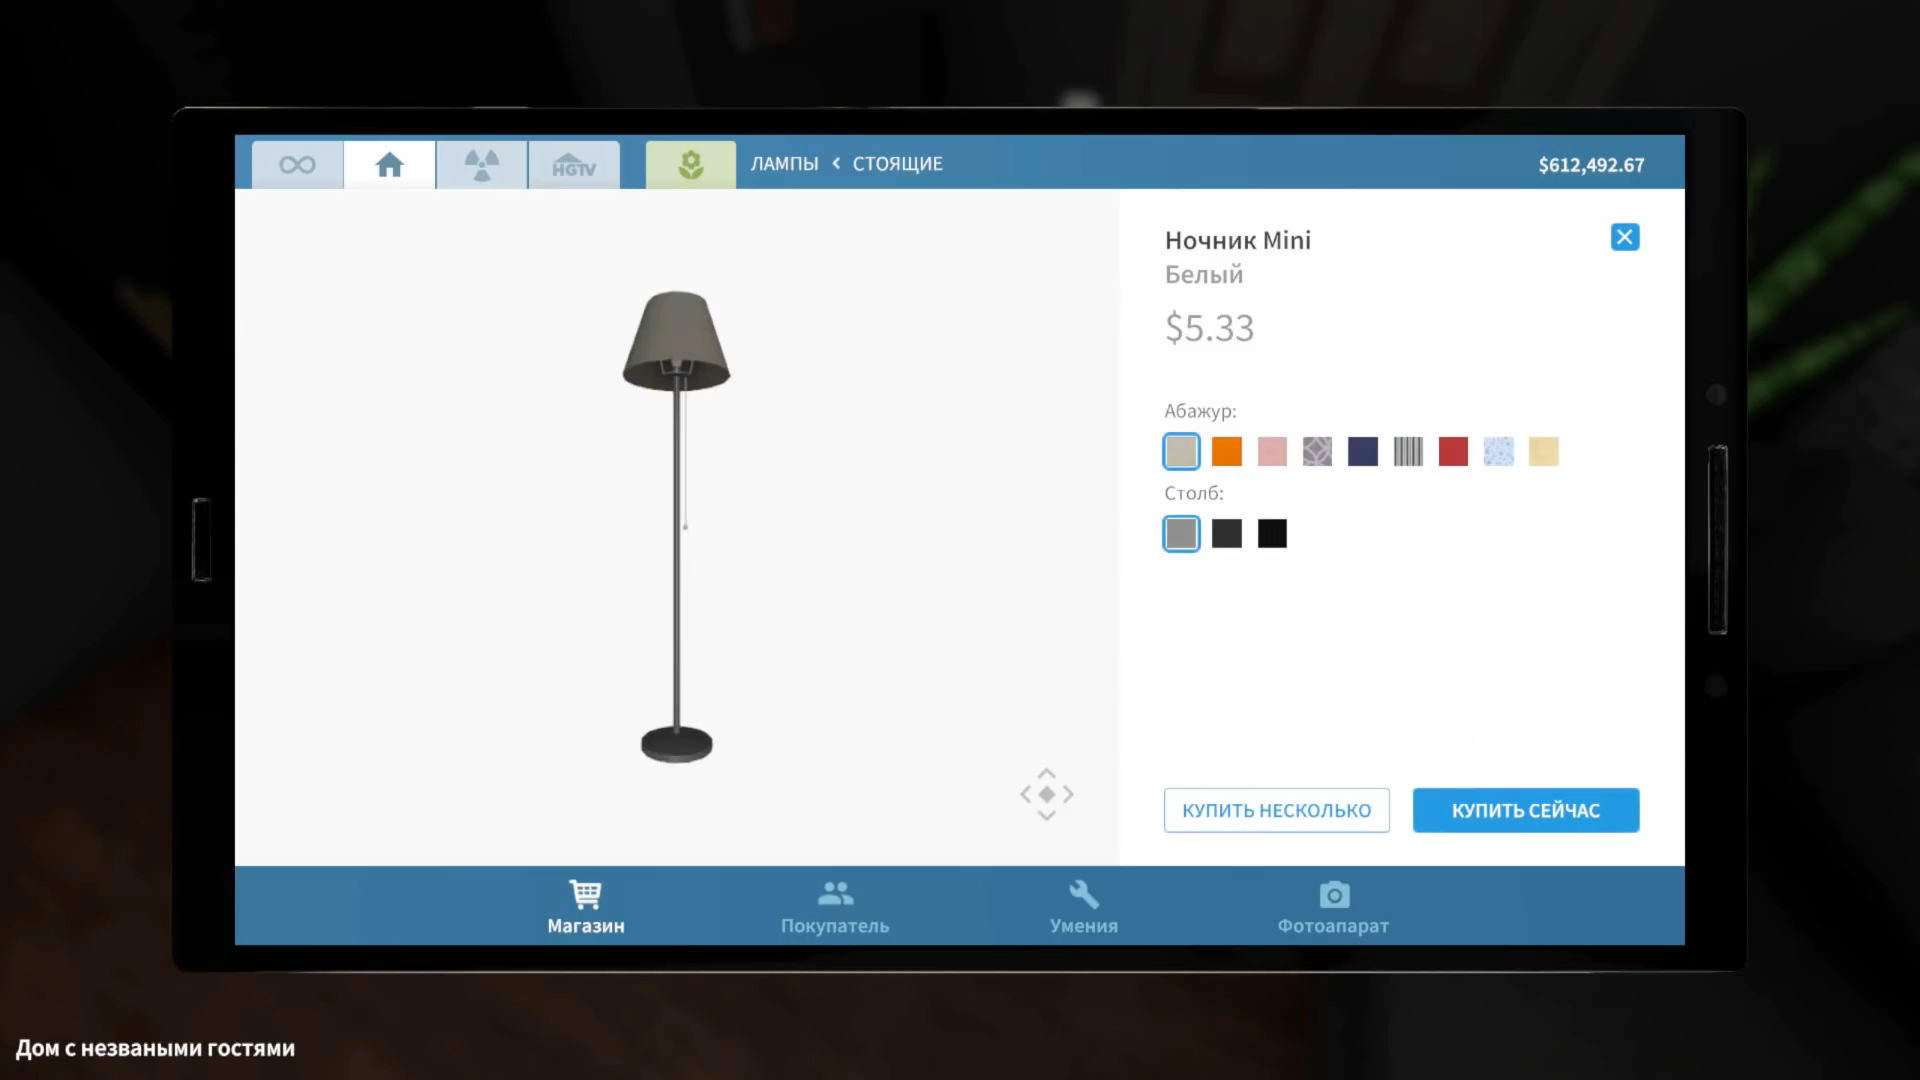 HGTV
ЛАМПЫ < СТОЯЩИЕ
$612,492.67
Ночник Mini
Белый
$5.33
Абажур:
Столб:
КУПИТЬ НЕСКОЛЬКО
КУПИТЬ СЕЙЧАС
Магазин
Покупатель
Умения
Фотоапарат
Дом с незваными гостями